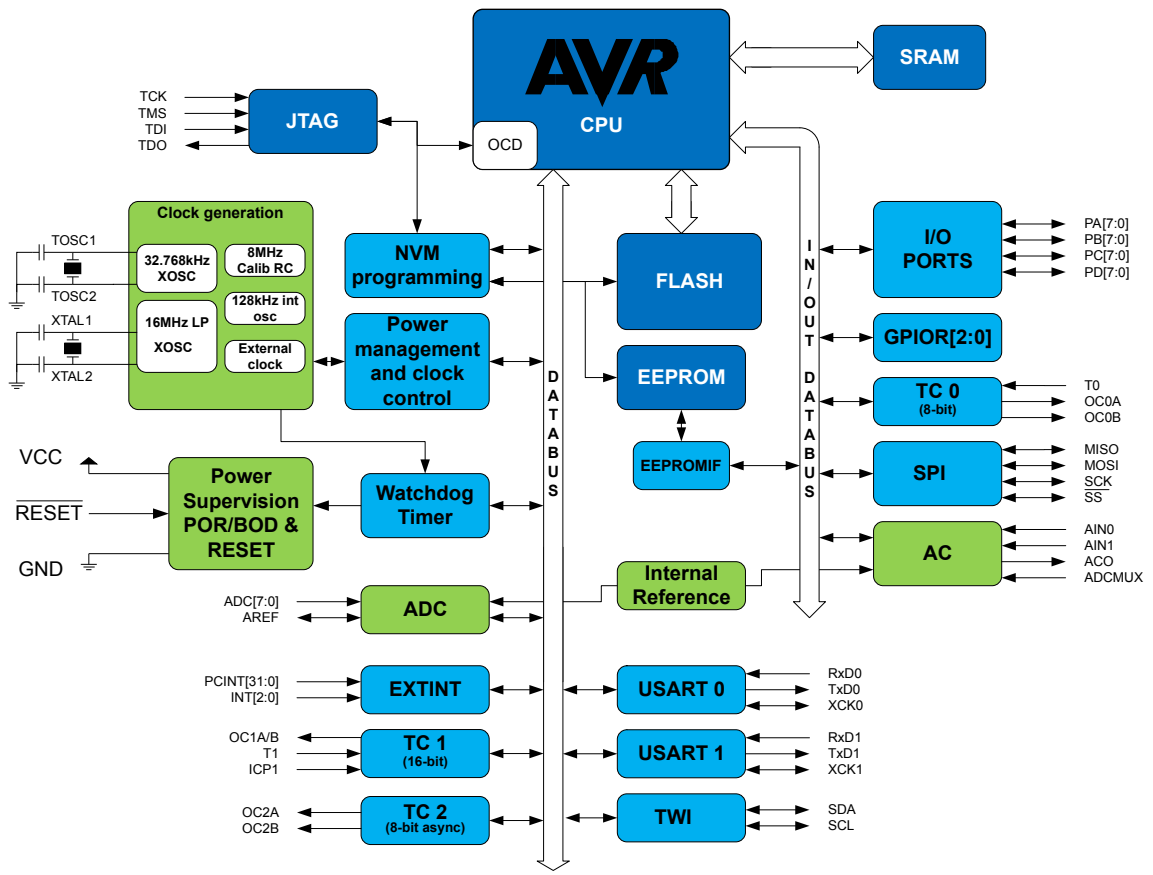 AVR
CPU
OCD
SRAM
TCK
TMS
TDI
TDO
JTAG
Clock generation
TOSC1
TOSC2
XTAL1
XTAL2
32.768kHz
XOSC
16MHz LP
XOSC
8MHz
Calib RC
128kHz int
osc
External
clock
NVM
programming
Power
management
and clock
control
FLASH
EEPROM
EEPROMIF
DATABUS
IN/OUT DATABUS
I/O
PORTS
PA[7:0]
PB[7:0]
PC[7:0]
PD[7:0]
GPIOR[2:0]
TC 0
(8-bit)
T0
OC0A
OC0B
SPI
MISO
MOSI
SCK
SS
AC
AIN0
AIN1
ACO
ADCMUX
VCC
RESET
GND
Power
Supervision
POR/BOD &
RESET
Watchdog
Timer
Internal
Reference
ADC[7:0]
AREF
ADC
PCINT[31:0]
INT[2:0]
EXTINT
OC1A/B
T1
ICP1
TC 1
(16-bit)
OC2A
OC2B
TC 2
(8-bit async)
USART 0
RxD0
TxD0
XCK0
USART 1
RxD1
TxD1
XCK1
TWI
SDA
SCL